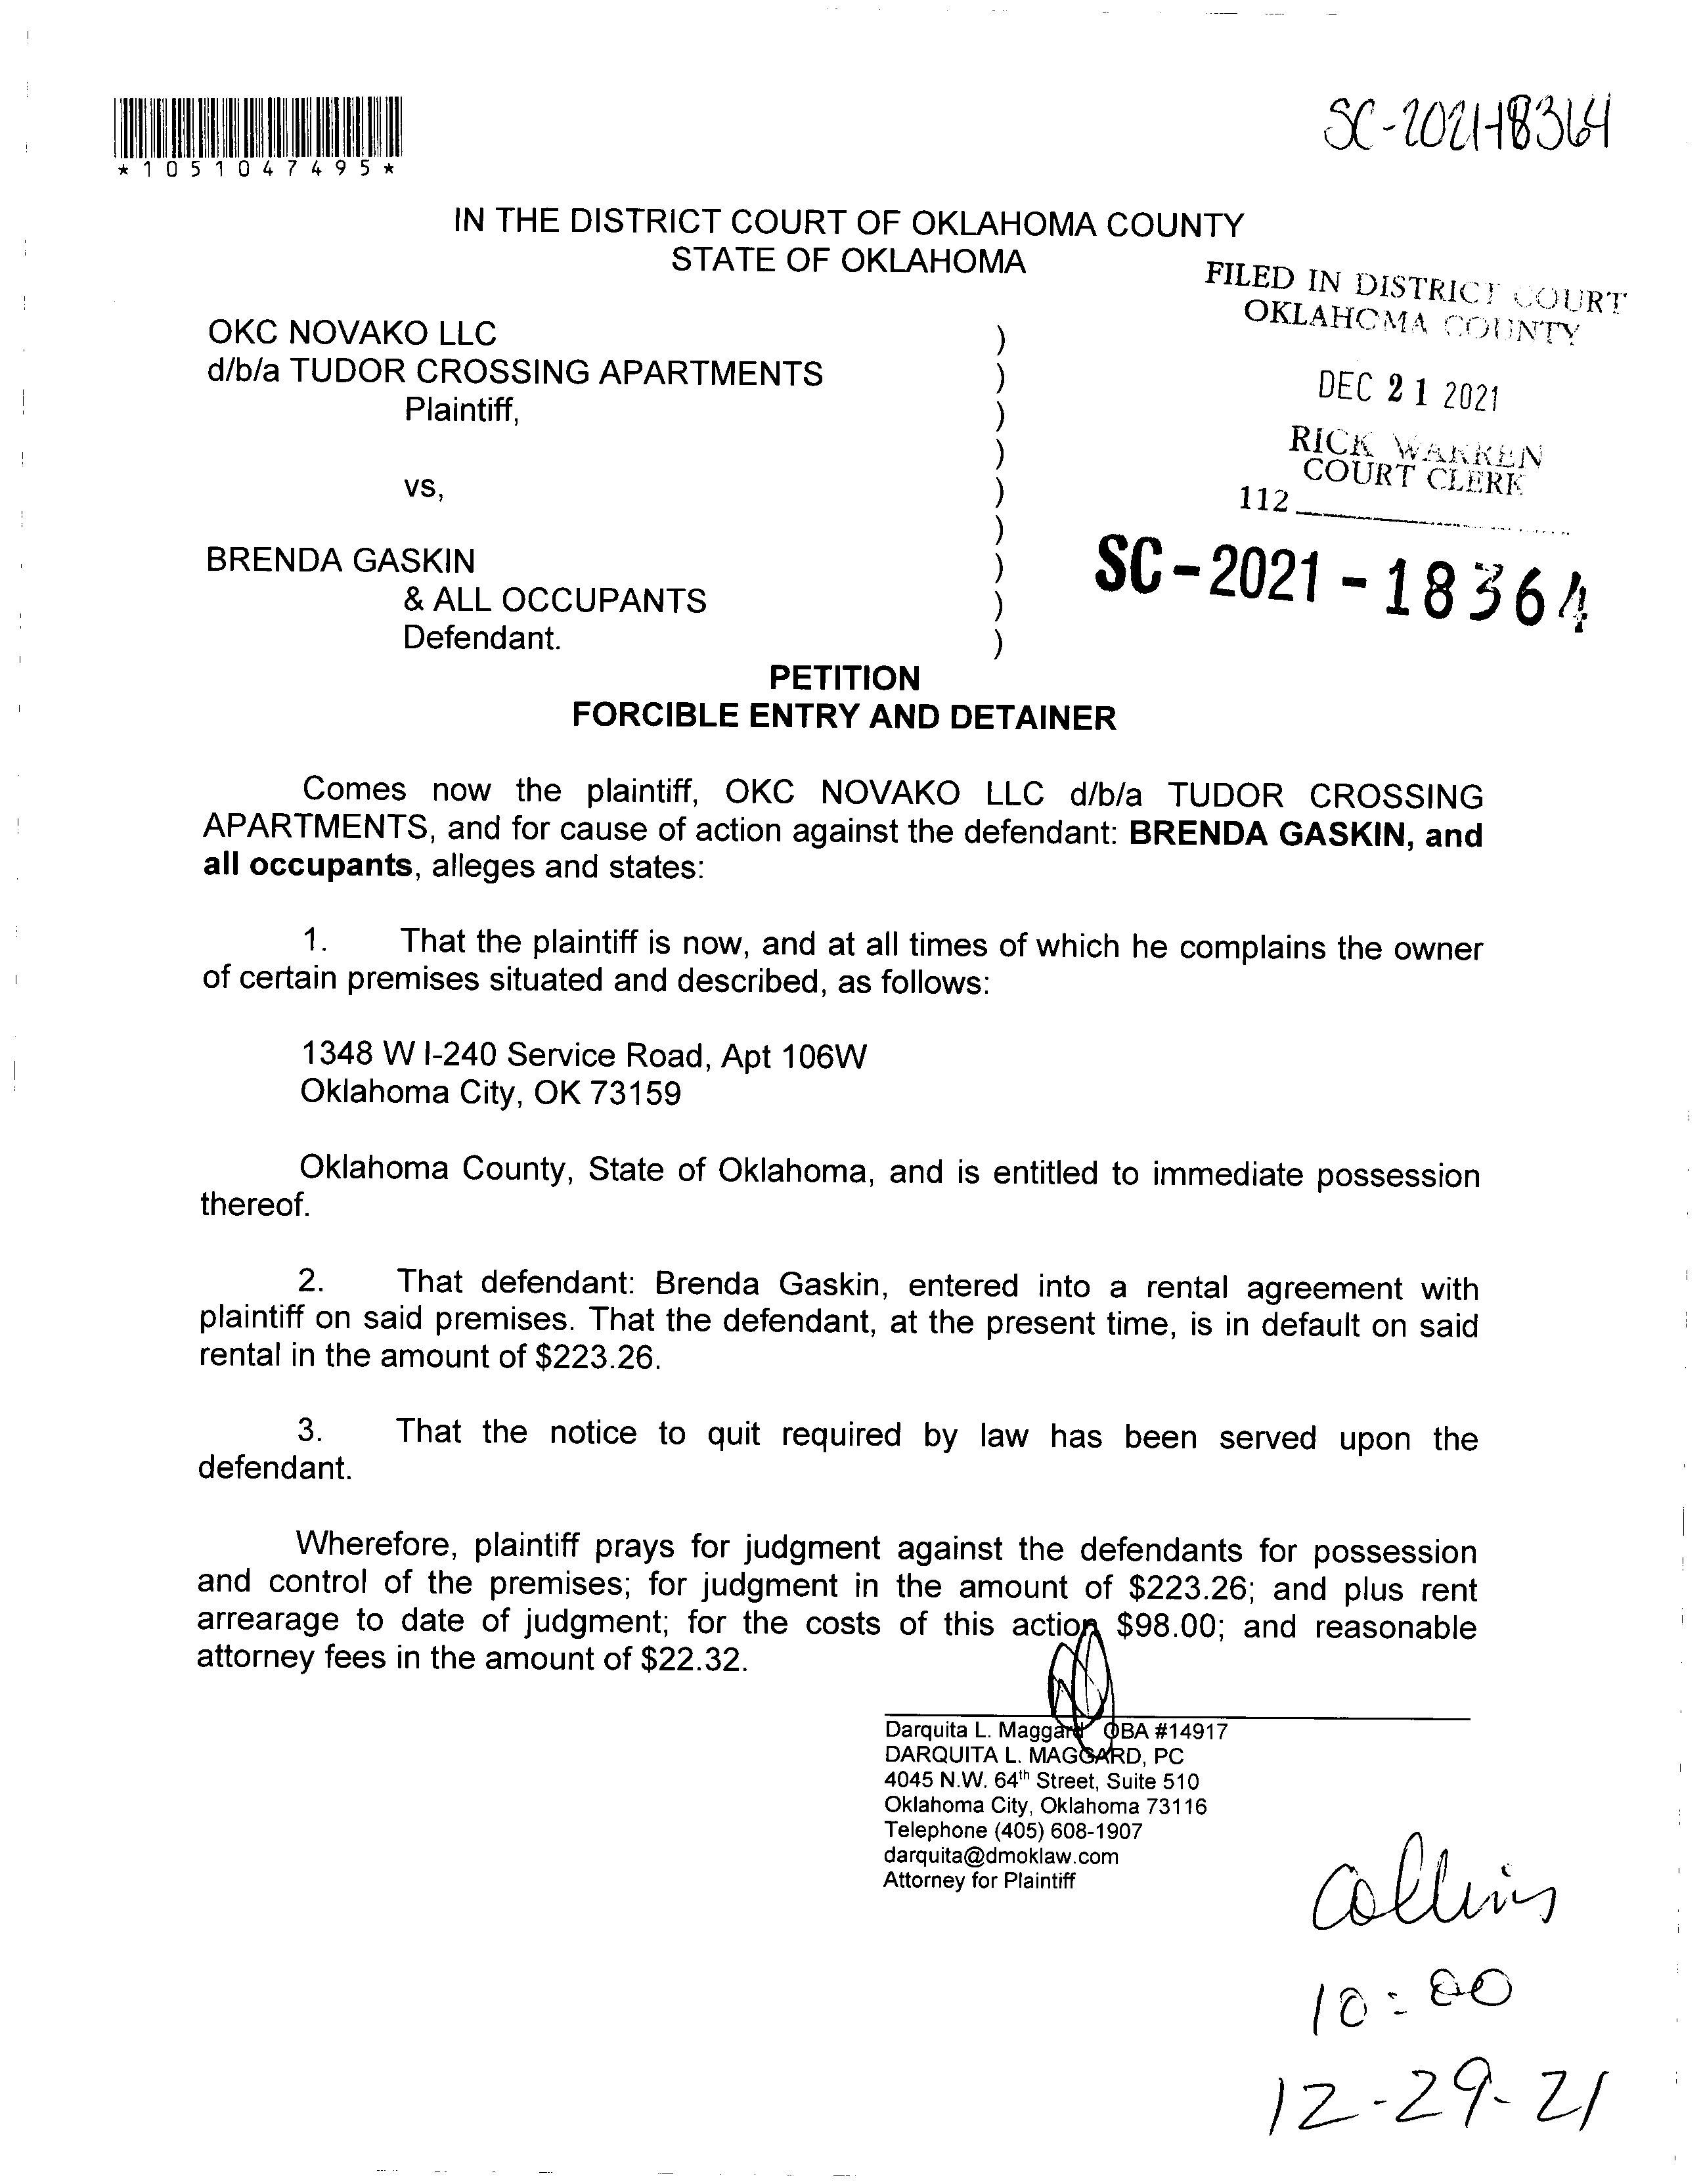 SC-2021-18364
*1051047495*
IN THE DISTRICT COURT OF OKLAHOMA COUNTY
STATE OF OKLAHOMA
FILED IN DISTRICT COURT
OKLAHOMA COUNTY
DEC 21 2021
RICK WARREN
COURT CLERK
112
SC-2021-18364
OKC NOVAKO LLC )
d/b/a TUDOR CROSSING APARTMENTS )
Plaintiff, )
)
vs, )
)
BRENDA GASKIN )
& ALL OCCUPANTS )
Defendant. )
PETITION
FORCIBLE ENTRY AND DETAINER
Comes now the plaintiff, OKC NOVAKO LLC d/b/a TUDOR CROSSING
APARTMENTS, and for cause of action against the defendant: BRENDA GASKIN, and
all occupants, alleges and states:
1. That the plaintiff is now, and at all times of which he complains the owner
of certain premises situated and described, as follows:
1348 W I-240 Service Road, Apt 106W
Oklahoma City, OK 73159
Oklahoma County, State of Oklahoma, and is entitled to immediate possession
thereof.
2. That defendant: Brenda Gaskin, entered into a rental agreement with
plaintiff on said premises. That the defendant, at the present time, is in default on said
rental in the amount of $223.26.
3. That the notice to quit required by law has been served upon the
defendant.
Wherefore, plaintiff prays for judgment against the defendants for possession
and control of the premises; for judgment in the amount of $223.26; and plus rent
arrearage to date of judgment; for the costs of this action $98.00; and reasonable
attorney fees in the amount of $22.32.
Darquita L. Maggard OBA #14917
DARQUITA L. MAGGARD, PC
4045 N.W. 64th Street, Suite 510
Oklahoma City, Oklahoma 73116
Telephone (405) 608-1907
darquita@dmoklaw.com
Attorney for Plaintiff
Collins
10:00
12-29-21